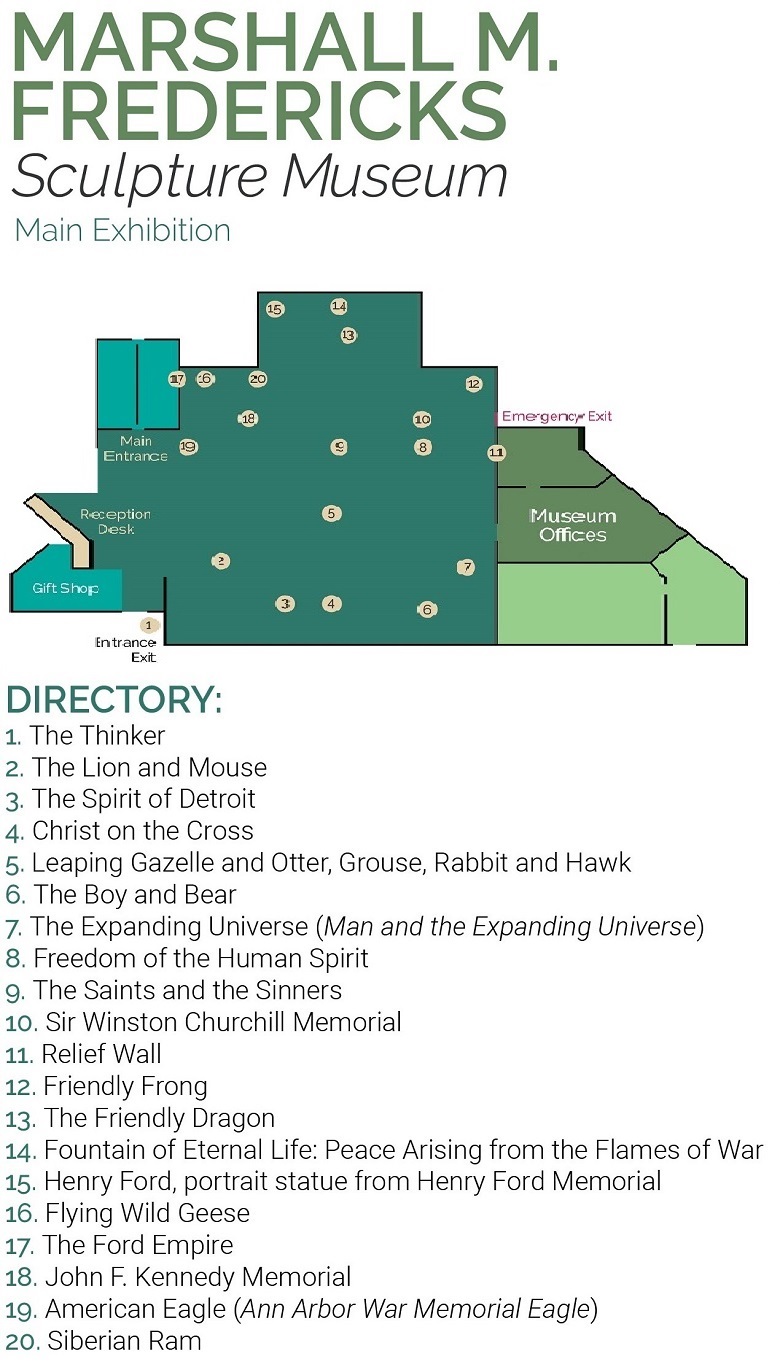 MARSHALL M.
FREDERICKS
Sculpture Museum
Main Exhibition
15
14
13
17
16
20
12
18
10
Emergency Exit
Main
Entrance
19
9
8
11
Reception
Desk
5
Museum
Offices
2
7
Gift Shop
3
4
6
1
Entrance
Exit
DIRECTORY:
1. The Thinker
2. The Lion and Mouse
3. The Spirit of Detroit
4. Christ on the Cross
5. Leaping Gazelle and Otter, Grouse, Rabbit and Hawk
6. The Boy and Bear
7. The Expanding Universe (Man and the Expanding Universe)
8. Freedom of the Human Spirit
9. The Saints and the Sinners
10. Sir Winston Churchill Memorial
11. Relief Wall
12. Friendly Frong
13. The Friendly Dragon
14. Fountain of Eternal Life: Peace Arising from the Flames of War
15. Henry Ford, portrait statue from Henry Ford Memorial
16. Flying Wild Geese
17. The Ford Empire
18. John F. Kennedy Memorial
19. American Eagle (Ann Arbor War Memorial Eagle)
20. Siberian Ram